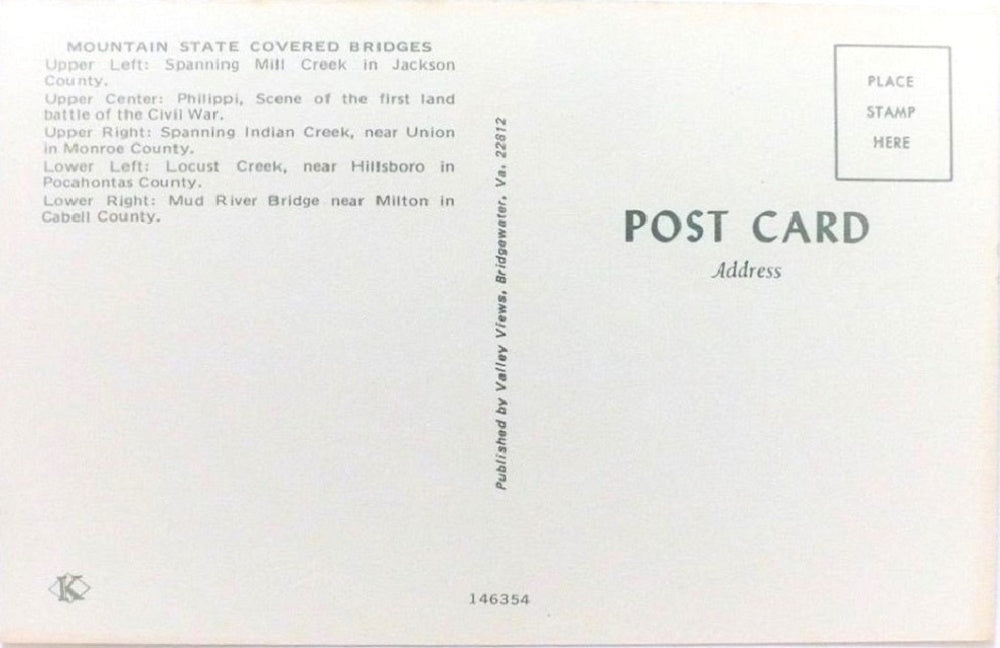 MOUNTAIN STATE COVERED BRIDGES
Upper Left: Spanning Mill Creek in Jackson
County.
Upper Center: Philippi, Scene of the first land
battle of the Civil War.
Upper Right: Spanning Indian Creek, near Union
in Monroe County.
Lower Left: Locust Creek, near Hillsboro in
Pocahontas County.
Lower Right: Mud River Bridge near Milton in
Cabell County.
Published by Valley Views, Bridgewater, Va. 22812
PLACE
STAMP
HERE
POST CARD
Address
K
146354